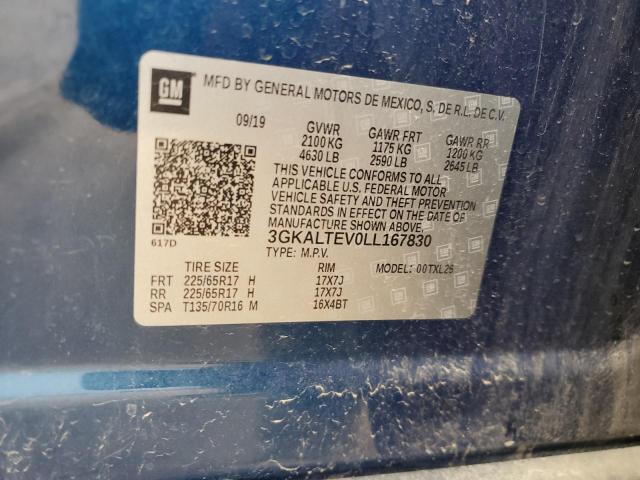 GM
MFD BY GENERAL MOTORS DE MEXICO, S. DE R.L. DE C.V.
09/19 GVWR GAWR FRT GAWR RR
2100 KG 1175 KG 1200 KG
4630 LB 2590 LB 2645 LB
THIS VEHICLE CONFORMS TO ALL
APPLICABLE U.S. FEDERAL MOTOR
VEHICLE SAFETY AND THEFT PREVENTION
STANDARDS IN EFFECT ON THE DATE OF
MANUFACTURE SHOWN ABOVE.
617D 3GKALTEV0LL167830
TYPE: M.P.V. MODEL: 00TXL26
TIRE SIZE RIM
FRT 225/65R17 H 17X7J
RR 225/65R17 H 17X7J
SPA T135/70R16 M 16X4BT